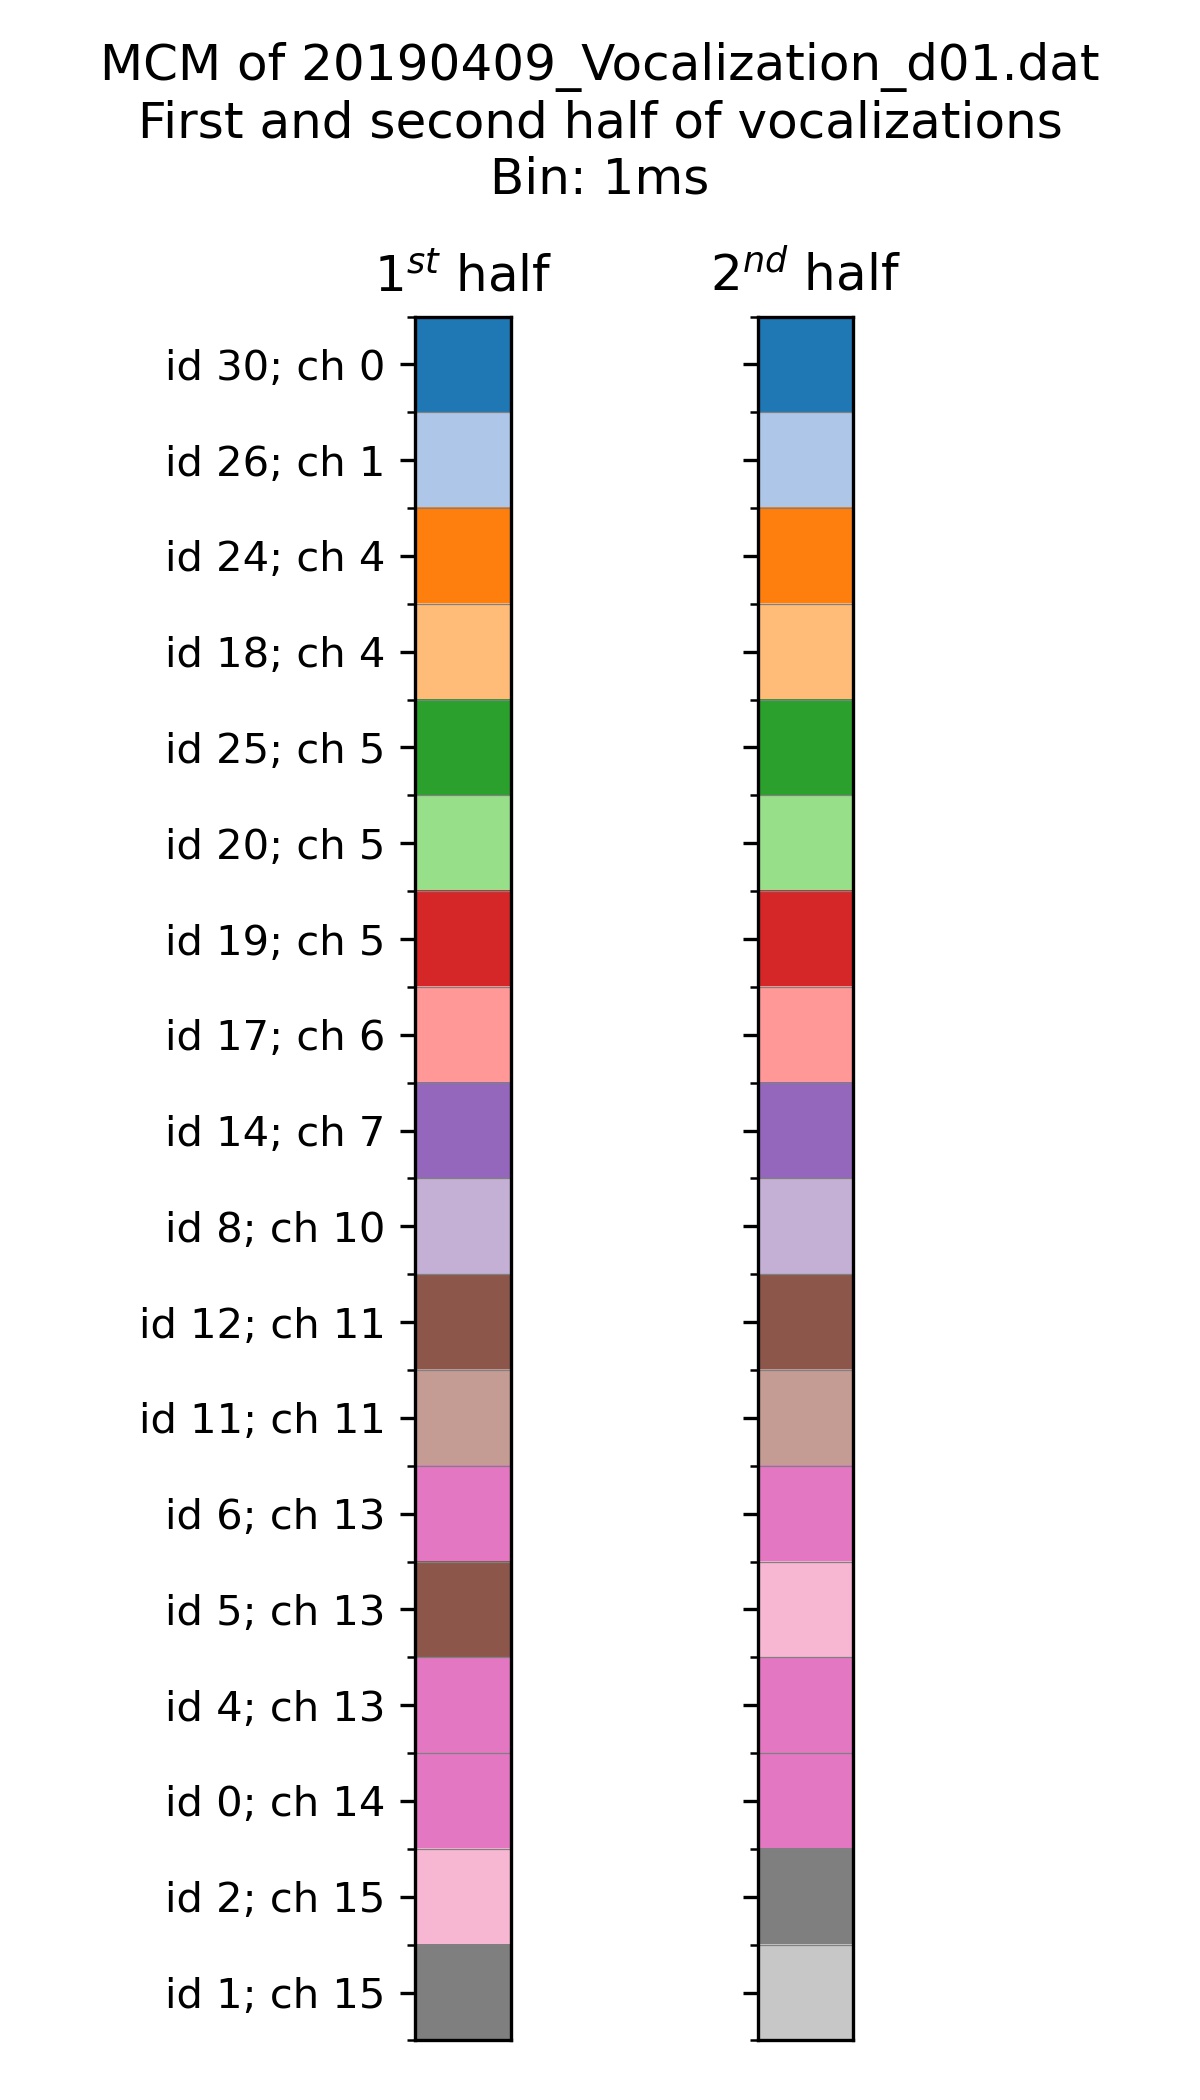 MCM of 20190409_Vocalization_d01.dat
First and second half of vocalizations
Bin: 1ms
1st half
2nd half
id 30; ch 0
id 26; ch 1
id 24; ch 4
id 18; ch 4
id 25; ch 5
id 20; ch 5
id 19; ch 5
id 17; ch 6
id 14; ch 7
id 8; ch 10
id 12; ch 11
id 11; ch 11
id 6; ch 13
id 5; ch 13
id 4; ch 13
id 0; ch 14
id 2; ch 15
id 1; ch 15